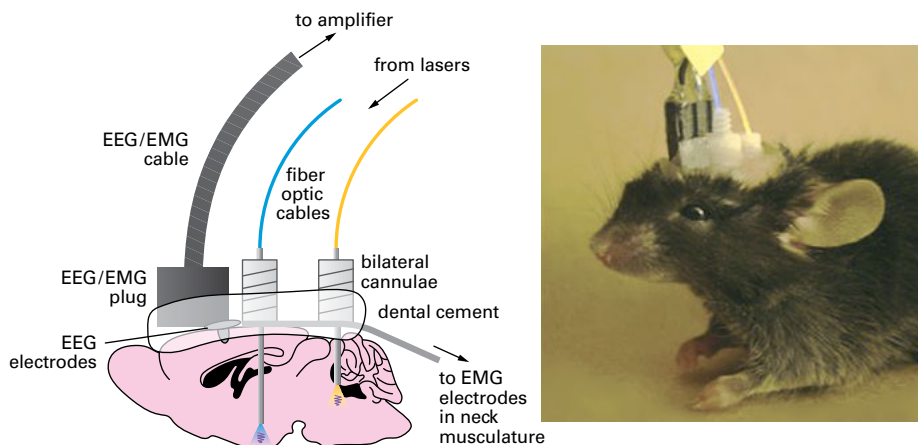 to amplifier
from lasers
EEG/EMG
cable
fiber
optic
cables
EEG/EMG
plug
bilateral
cannulae
dental cement
EEG
electrodes
to EMG
electrodes
in neck
musculature